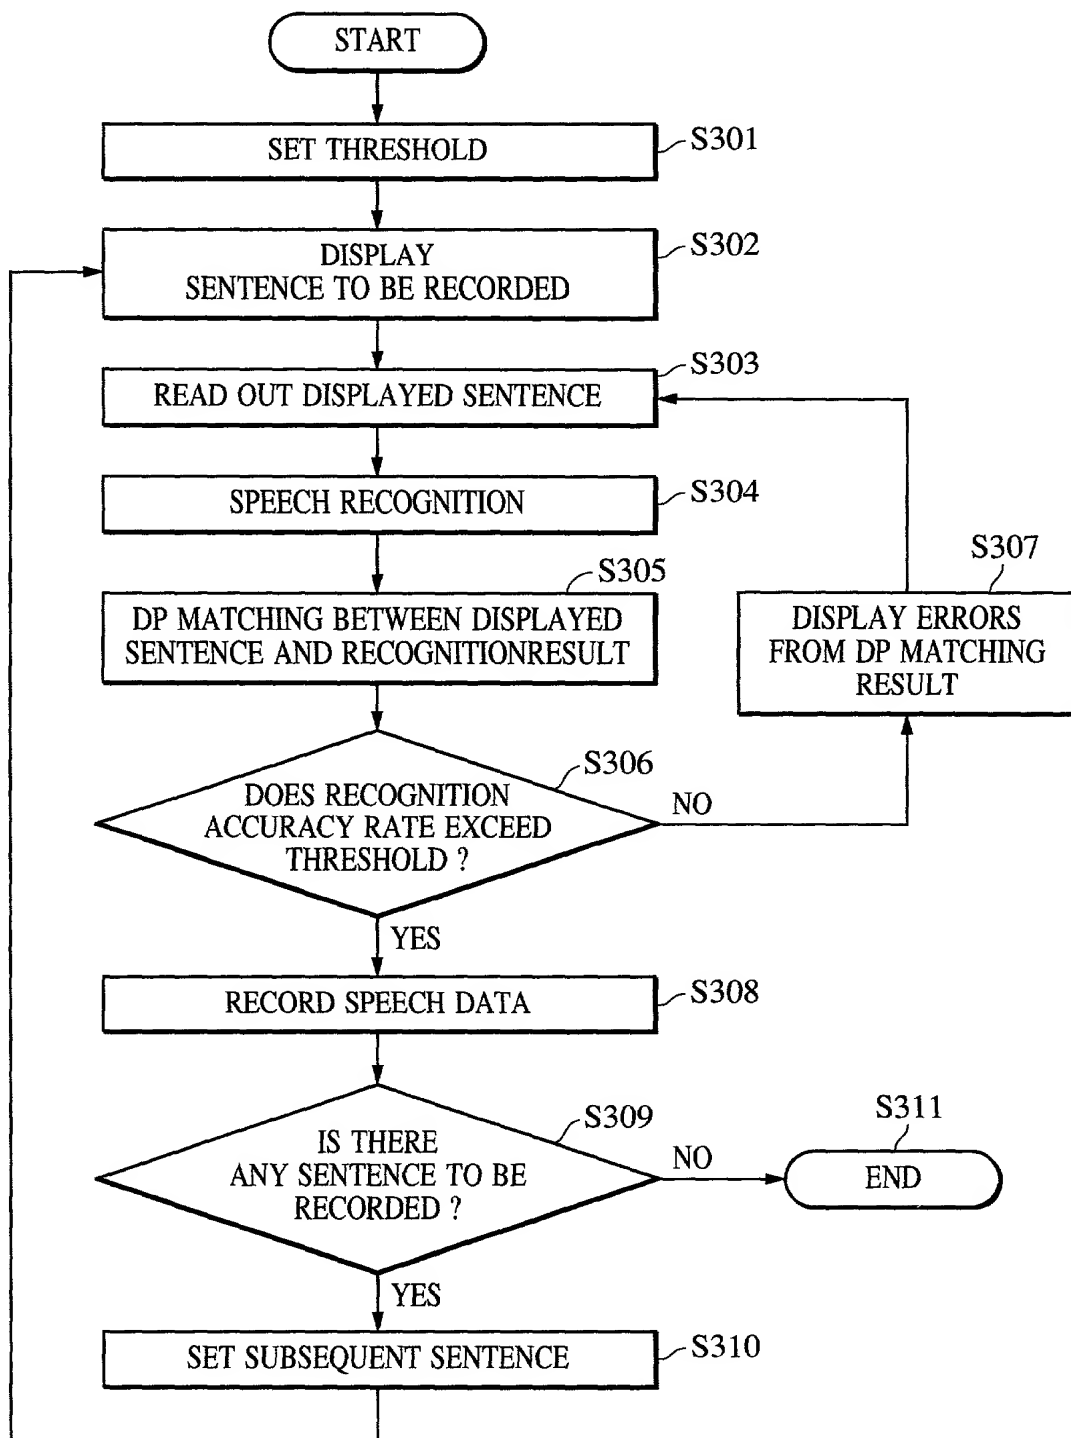 START
SET THRESHOLD
S301
DISPLAY
SENTENCE TO BE RECORDED
S302
READ OUT DISPLAYED SENTENCE
S303
SPEECH RECOGNITION
S304
DP MATCHING BETWEEN DISPLAYED
SENTENCE AND RECOGNITIONRESULT
S305
DISPLAY ERRORS
FROM DP MATCHING
RESULT
S307
DOES RECOGNITION
ACCURACY RATE EXCEED
THRESHOLD ?
S306
NO
YES
RECORD SPEECH DATA
S308
IS THERE
ANY SENTENCE TO BE
RECORDED ?
S309
NO
END
S311
YES
SET SUBSEQUENT SENTENCE
S310